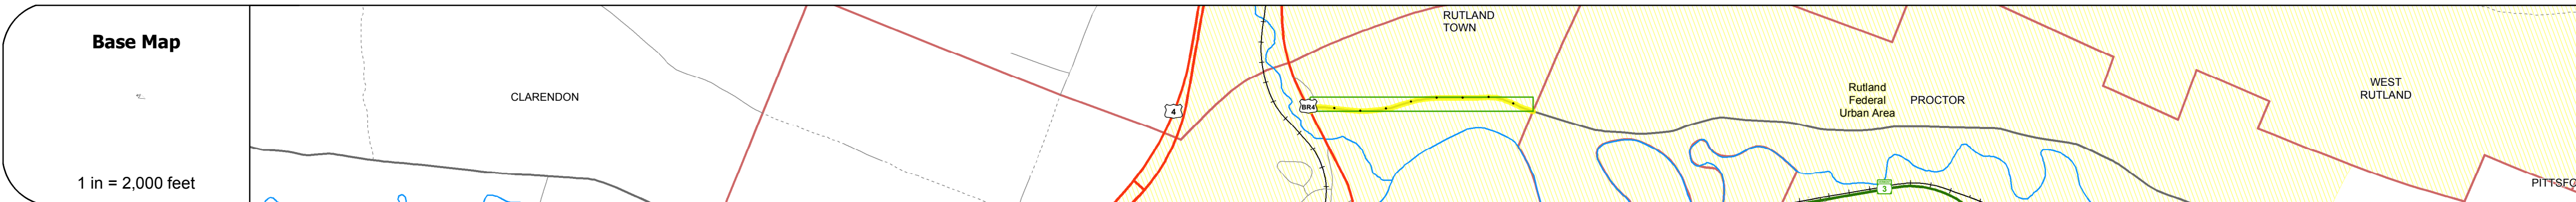 Base Map
1 in = 2,000 feet
CLARENDON
4
BR4
RUTLAND
TOWN
Rutland
Federal
Urban Area
PROCTOR
3
WEST
RUTLAND
PITTSFO